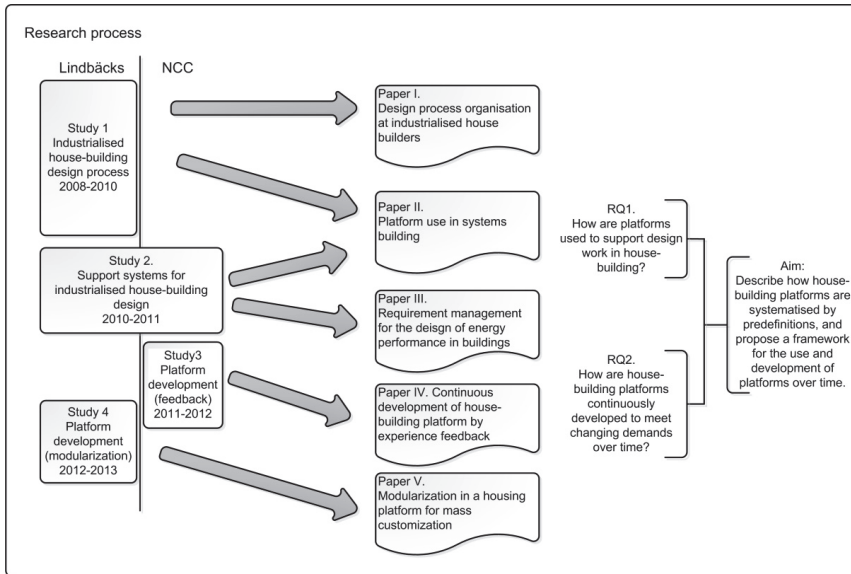 Research process
Lindbäcks
NCC
Study 1
Industrialised
house-building
design process
2008-2010
Study 2.
Support systems for
industrialised house-building
design
2010-2011
Study3
Platform
development
(feedback)
2011-2012
Study 4
Platform
development
(modularization)
2012-2013
Paper I.
Design process organisation
at industrialised house
builders
Paper II.
Platform use in systems
building
Paper III.
Requirement management
for the deisgn of energy
performance in buildings
Paper IV. Continuous
development of house-
building platform by
experience feedback
Paper V.
Modularization in a housing
platform for mass
customization
RQ1.
How are platforms
used to support design
work in house-
building?
RQ2.
How are house-
building platforms
continuously
developed to meet
changing demands
over time?
Aim:
Describe how house-
building platforms are
systematised by
predefinitions, and
propose a framework
for the use and
development of
platforms over time.